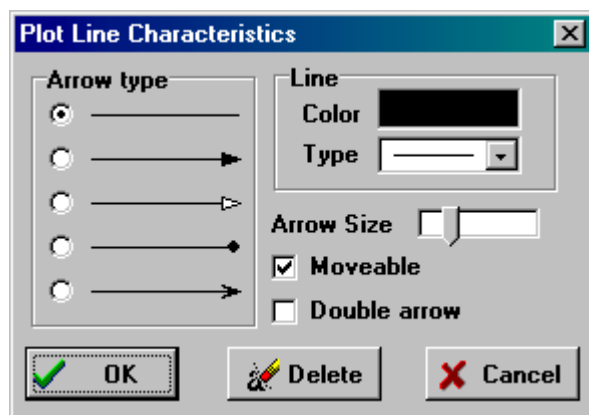 Plot Line Characteristics
Arrow type
Line
Color
Type
Arrow Size
Moveable
Double arrow
OK
Delete
Cancel